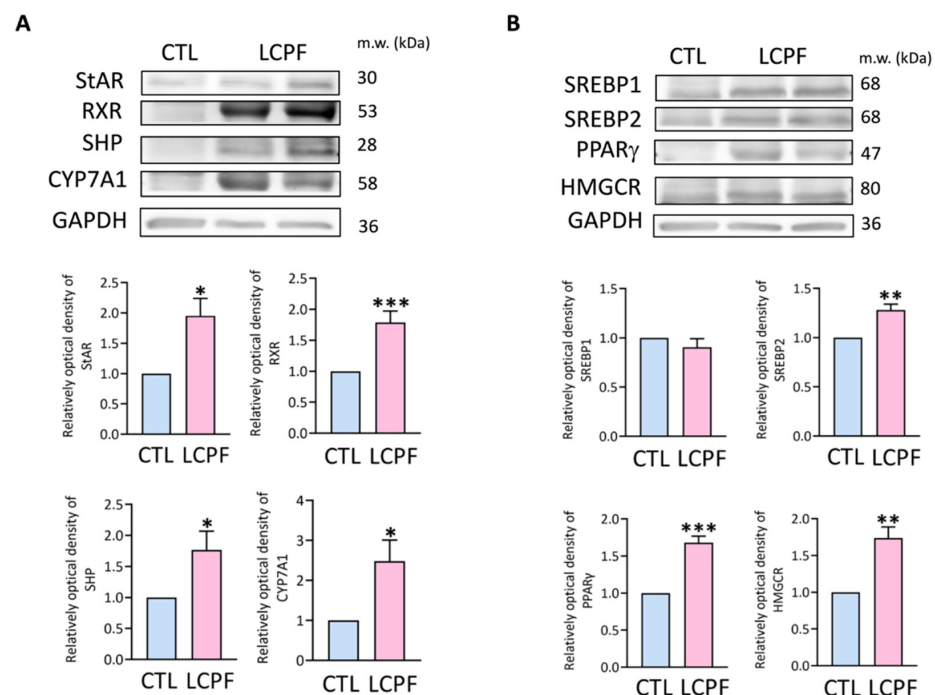 A
CTL LCPF m.w. (kDa)
StAR 30
RXR 53
SHP 28
CYP7A1 58
GAPDH 36
B
CTL LCPF m.w. (kDa)
SREBP1 68
SREBP2 68
PPARγ 47
HMGCR 80
GAPDH 36
Relatively optical density of
StAR
2.5
2.0
1.5
1.0
0.5
0.0
*
CTL LCPF
Relatively optical density of
RXR
2.5
2.0
1.5
1.0
0.5
0.0
***
CTL LCPF
Relatively optical density of
SHP
2.5
2.0
1.5
1.0
0.5
0.0
*
CTL LCPF
Relatively optical density of
CYP7A1
4
3
2
1
0
*
CTL LCPF
Relatively optical density of
SREBP1
1.5
1.0
0.5
0.0
CTL LCPF
Relatively optical density of
SREBP2
1.5
1.0
0.5
0.0
**
CTL LCPF
Relatively optical density of
PPARγ
2.0
1.5
1.0
0.5
0.0
***
CTL LCPF
Relatively optical density of
HMGCR
2.0
1.5
1.0
0.5
0.0
**
CTL LCPF